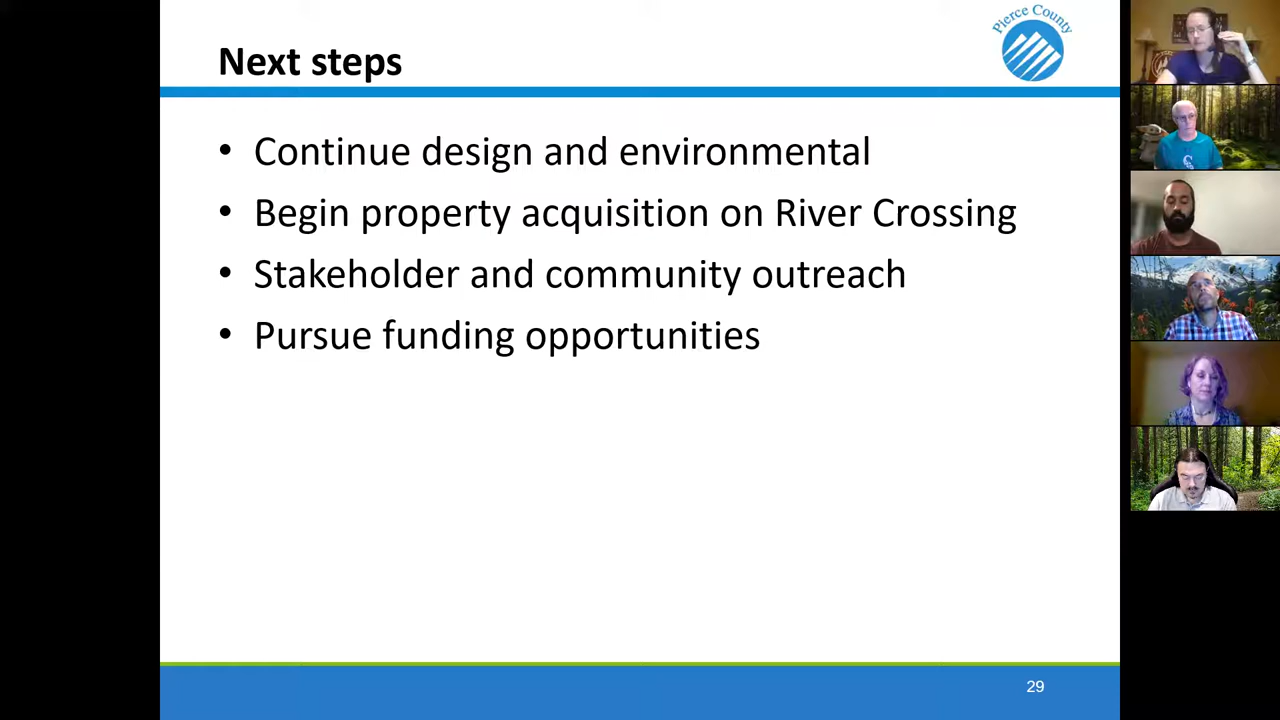 Next steps
Pierce County
• Continue design and environmental
• Begin property acquisition on River Crossing
• Stakeholder and community outreach
• Pursue funding opportunities
29